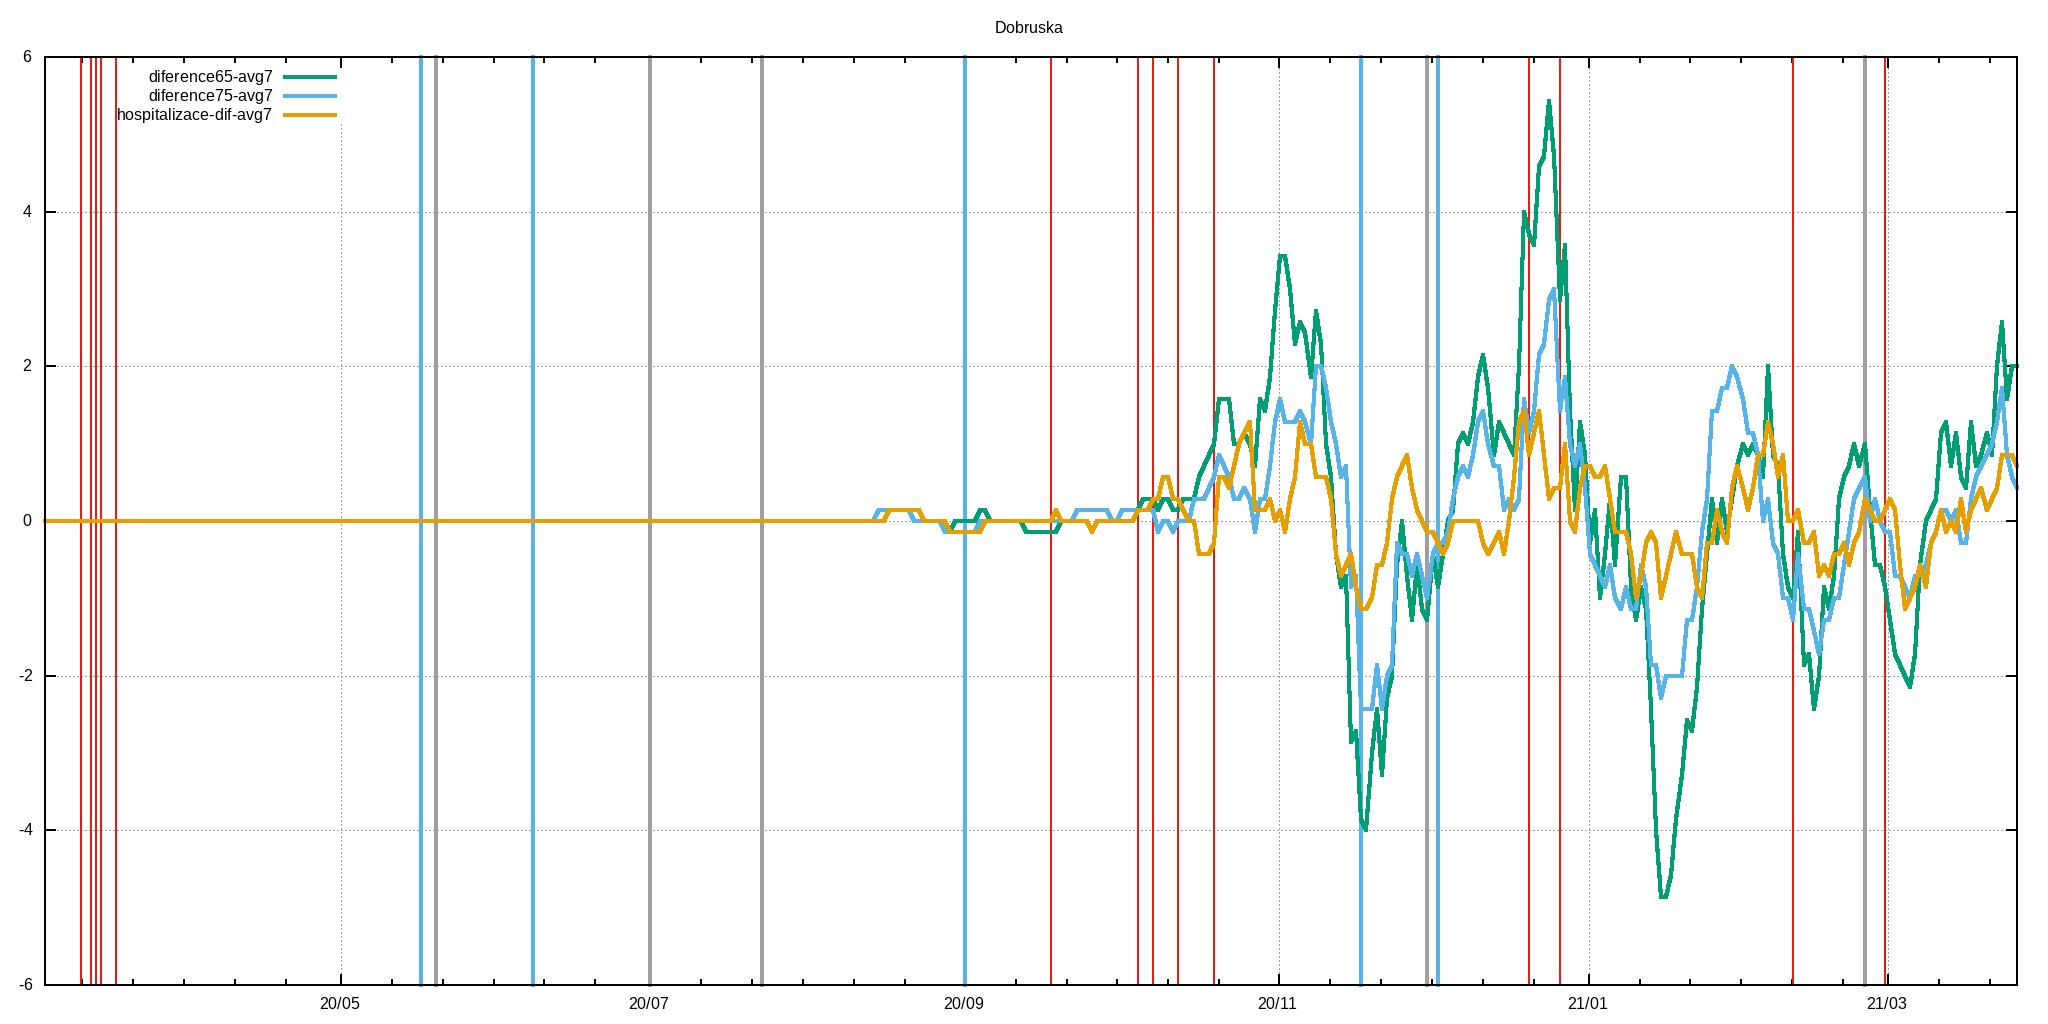 Dobruska
6
diference65-avg7
diference75-avg7
hospitalizace-dif-avg7
4
2
0
-2
-4
-6
20/05 20/07 20/09 20/11 21/01 21/03